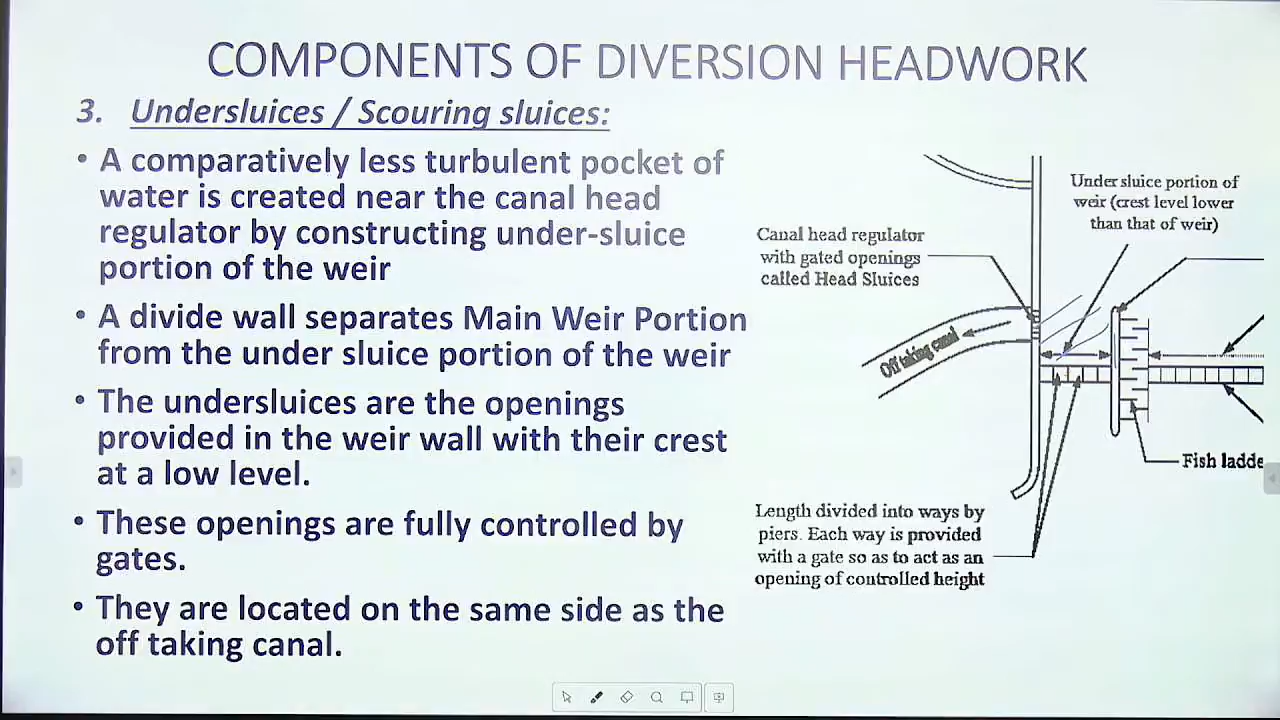 COMPONENTS OF DIVERSION HEADWORK
3. Undersluices / Scouring sluices:
• A comparatively less turbulent pocket of
water is created near the canal head
regulator by constructing under-sluice
portion of the weir
• A divide wall separates Main Weir Portion
from the under sluice portion of the weir
• The undersluices are the openings
provided in the weir wall with their crest
at a low level.
• These openings are fully controlled by
gates.
• They are located on the same side as the
off taking canal.
Under sluice portion of
weir (crest level lower
than that of weir)
Canal head regulator
with gated openings
called Head Sluices
Off taking canal
Fish ladde
Length divided into ways by
piers. Each way is provided
with a gate so as to act as an
opening of controlled height